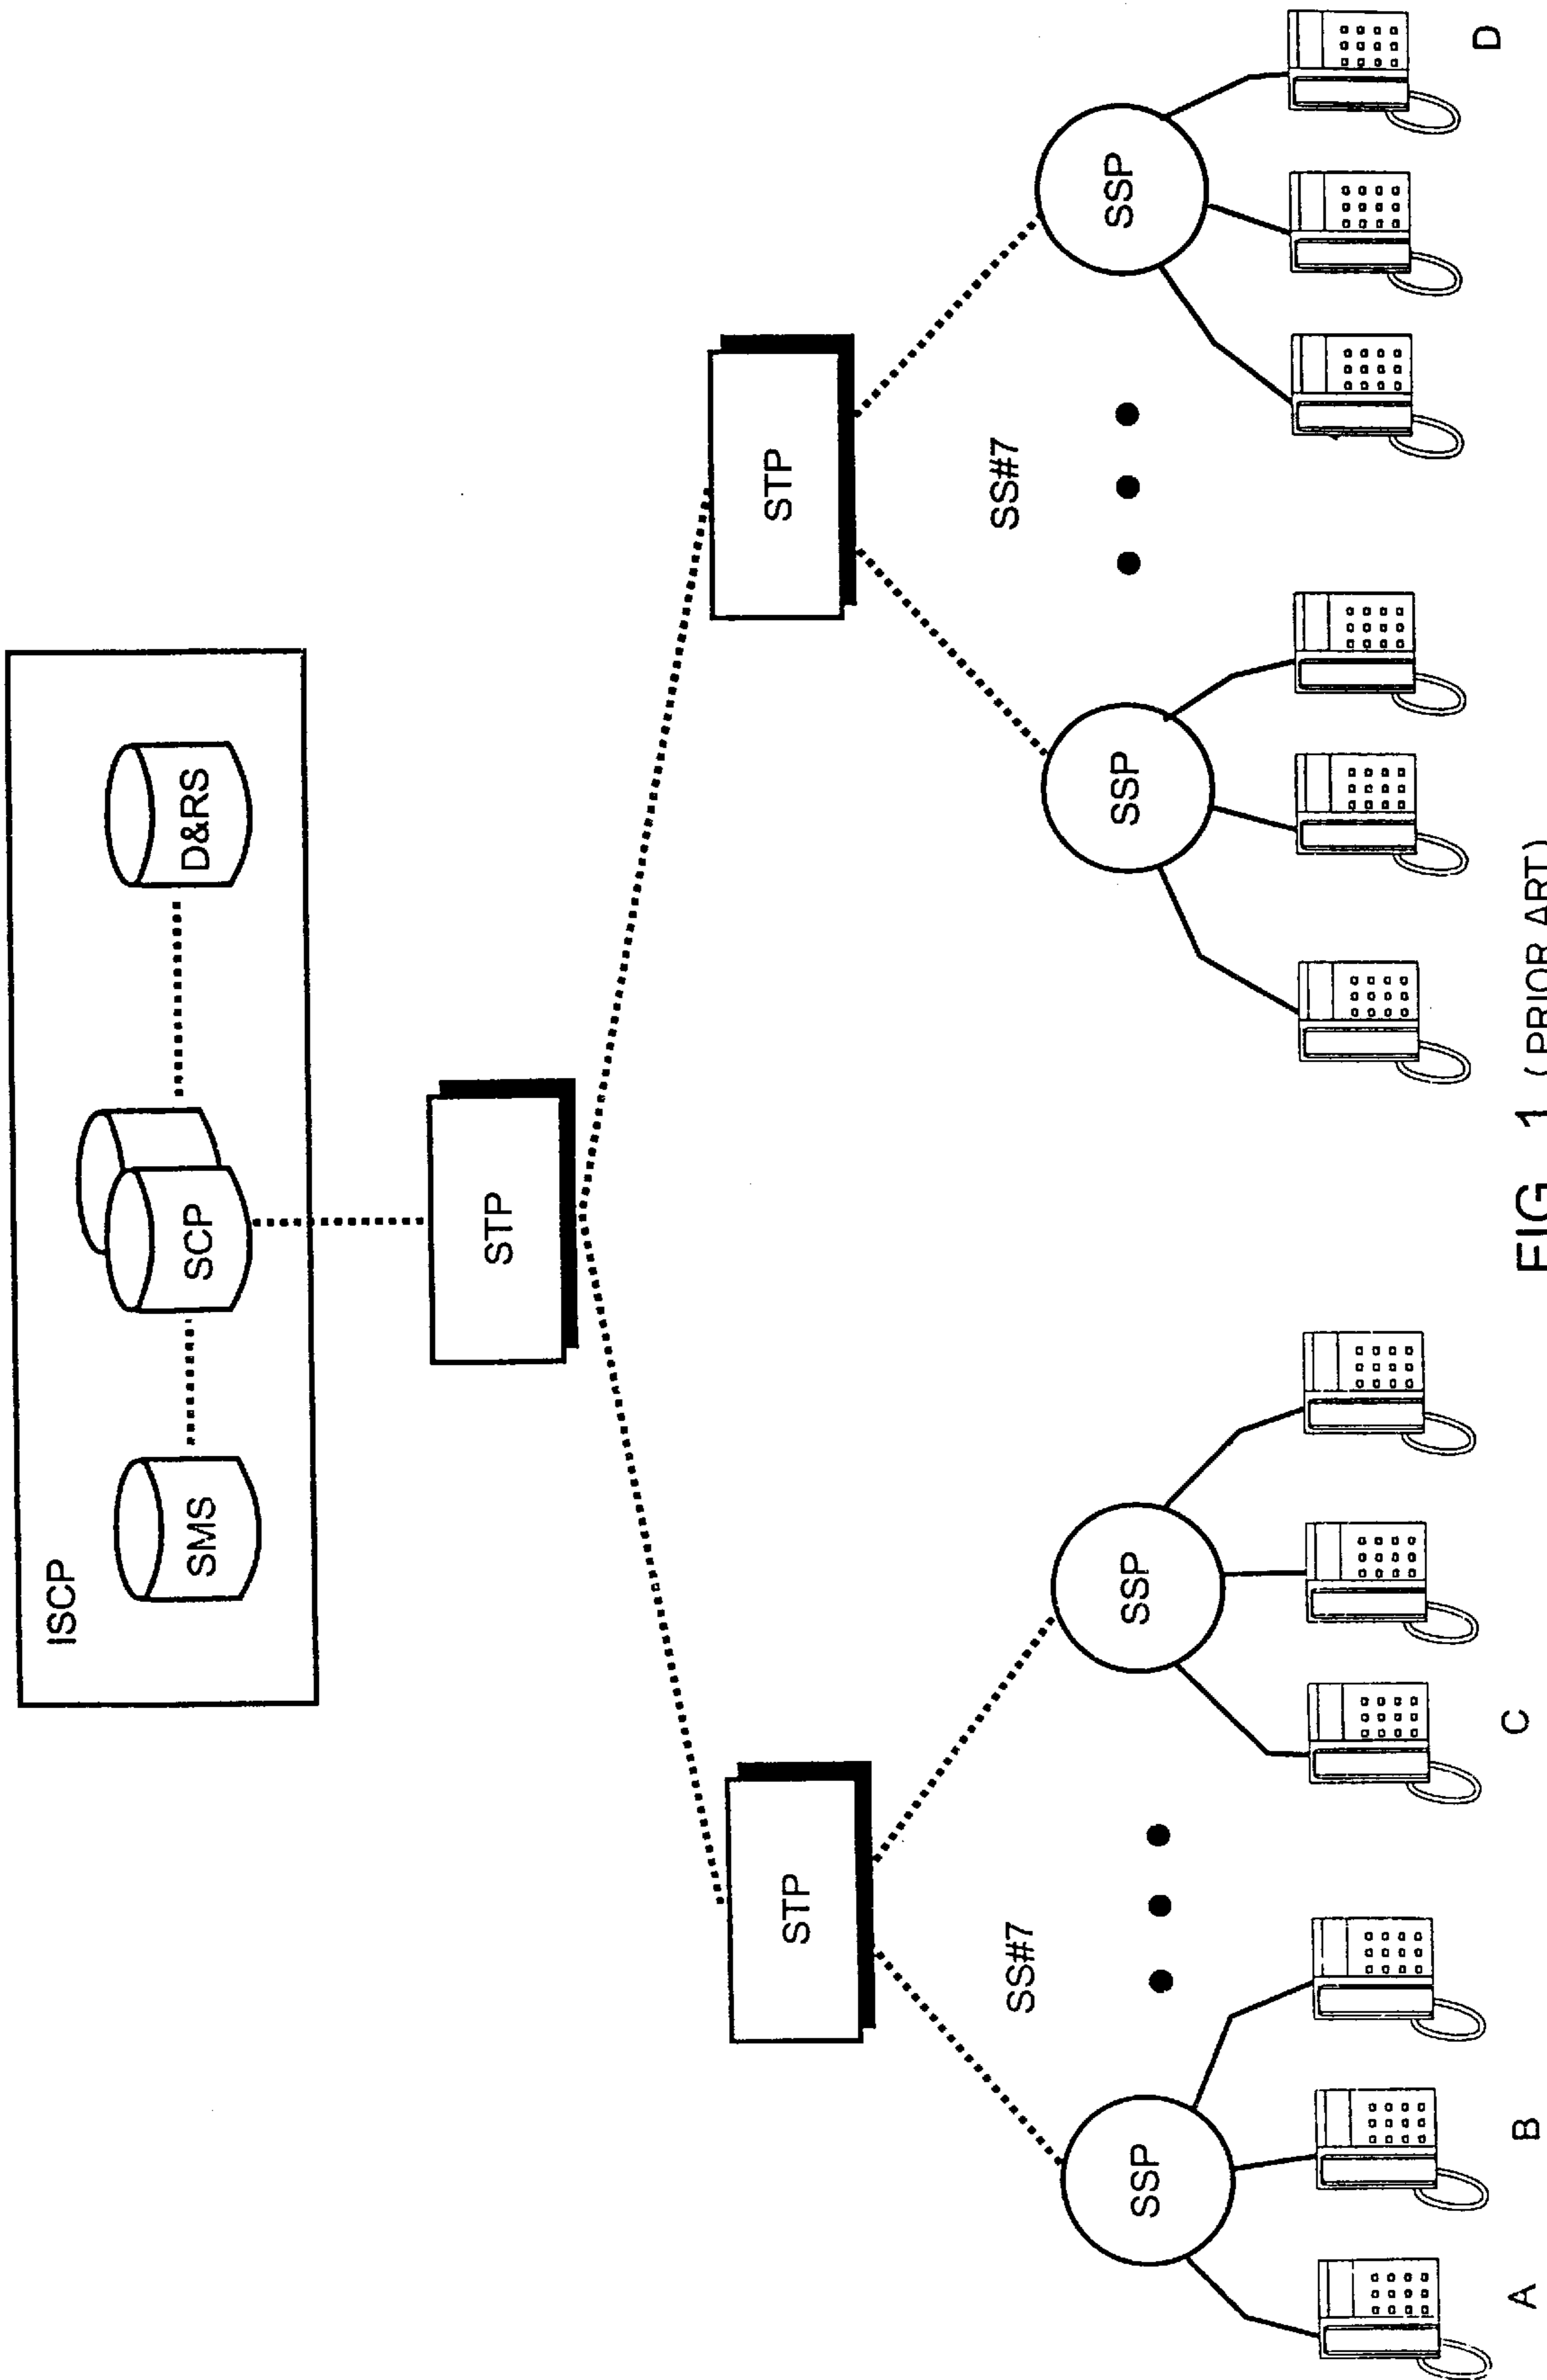 ISCP
SMS
SCP
D&RS
STP
STP
STP
SS#7
SS#7
SSP
SSP
SSP
SSP
A
B
C
D
FIG. 1 (PRIOR ART)